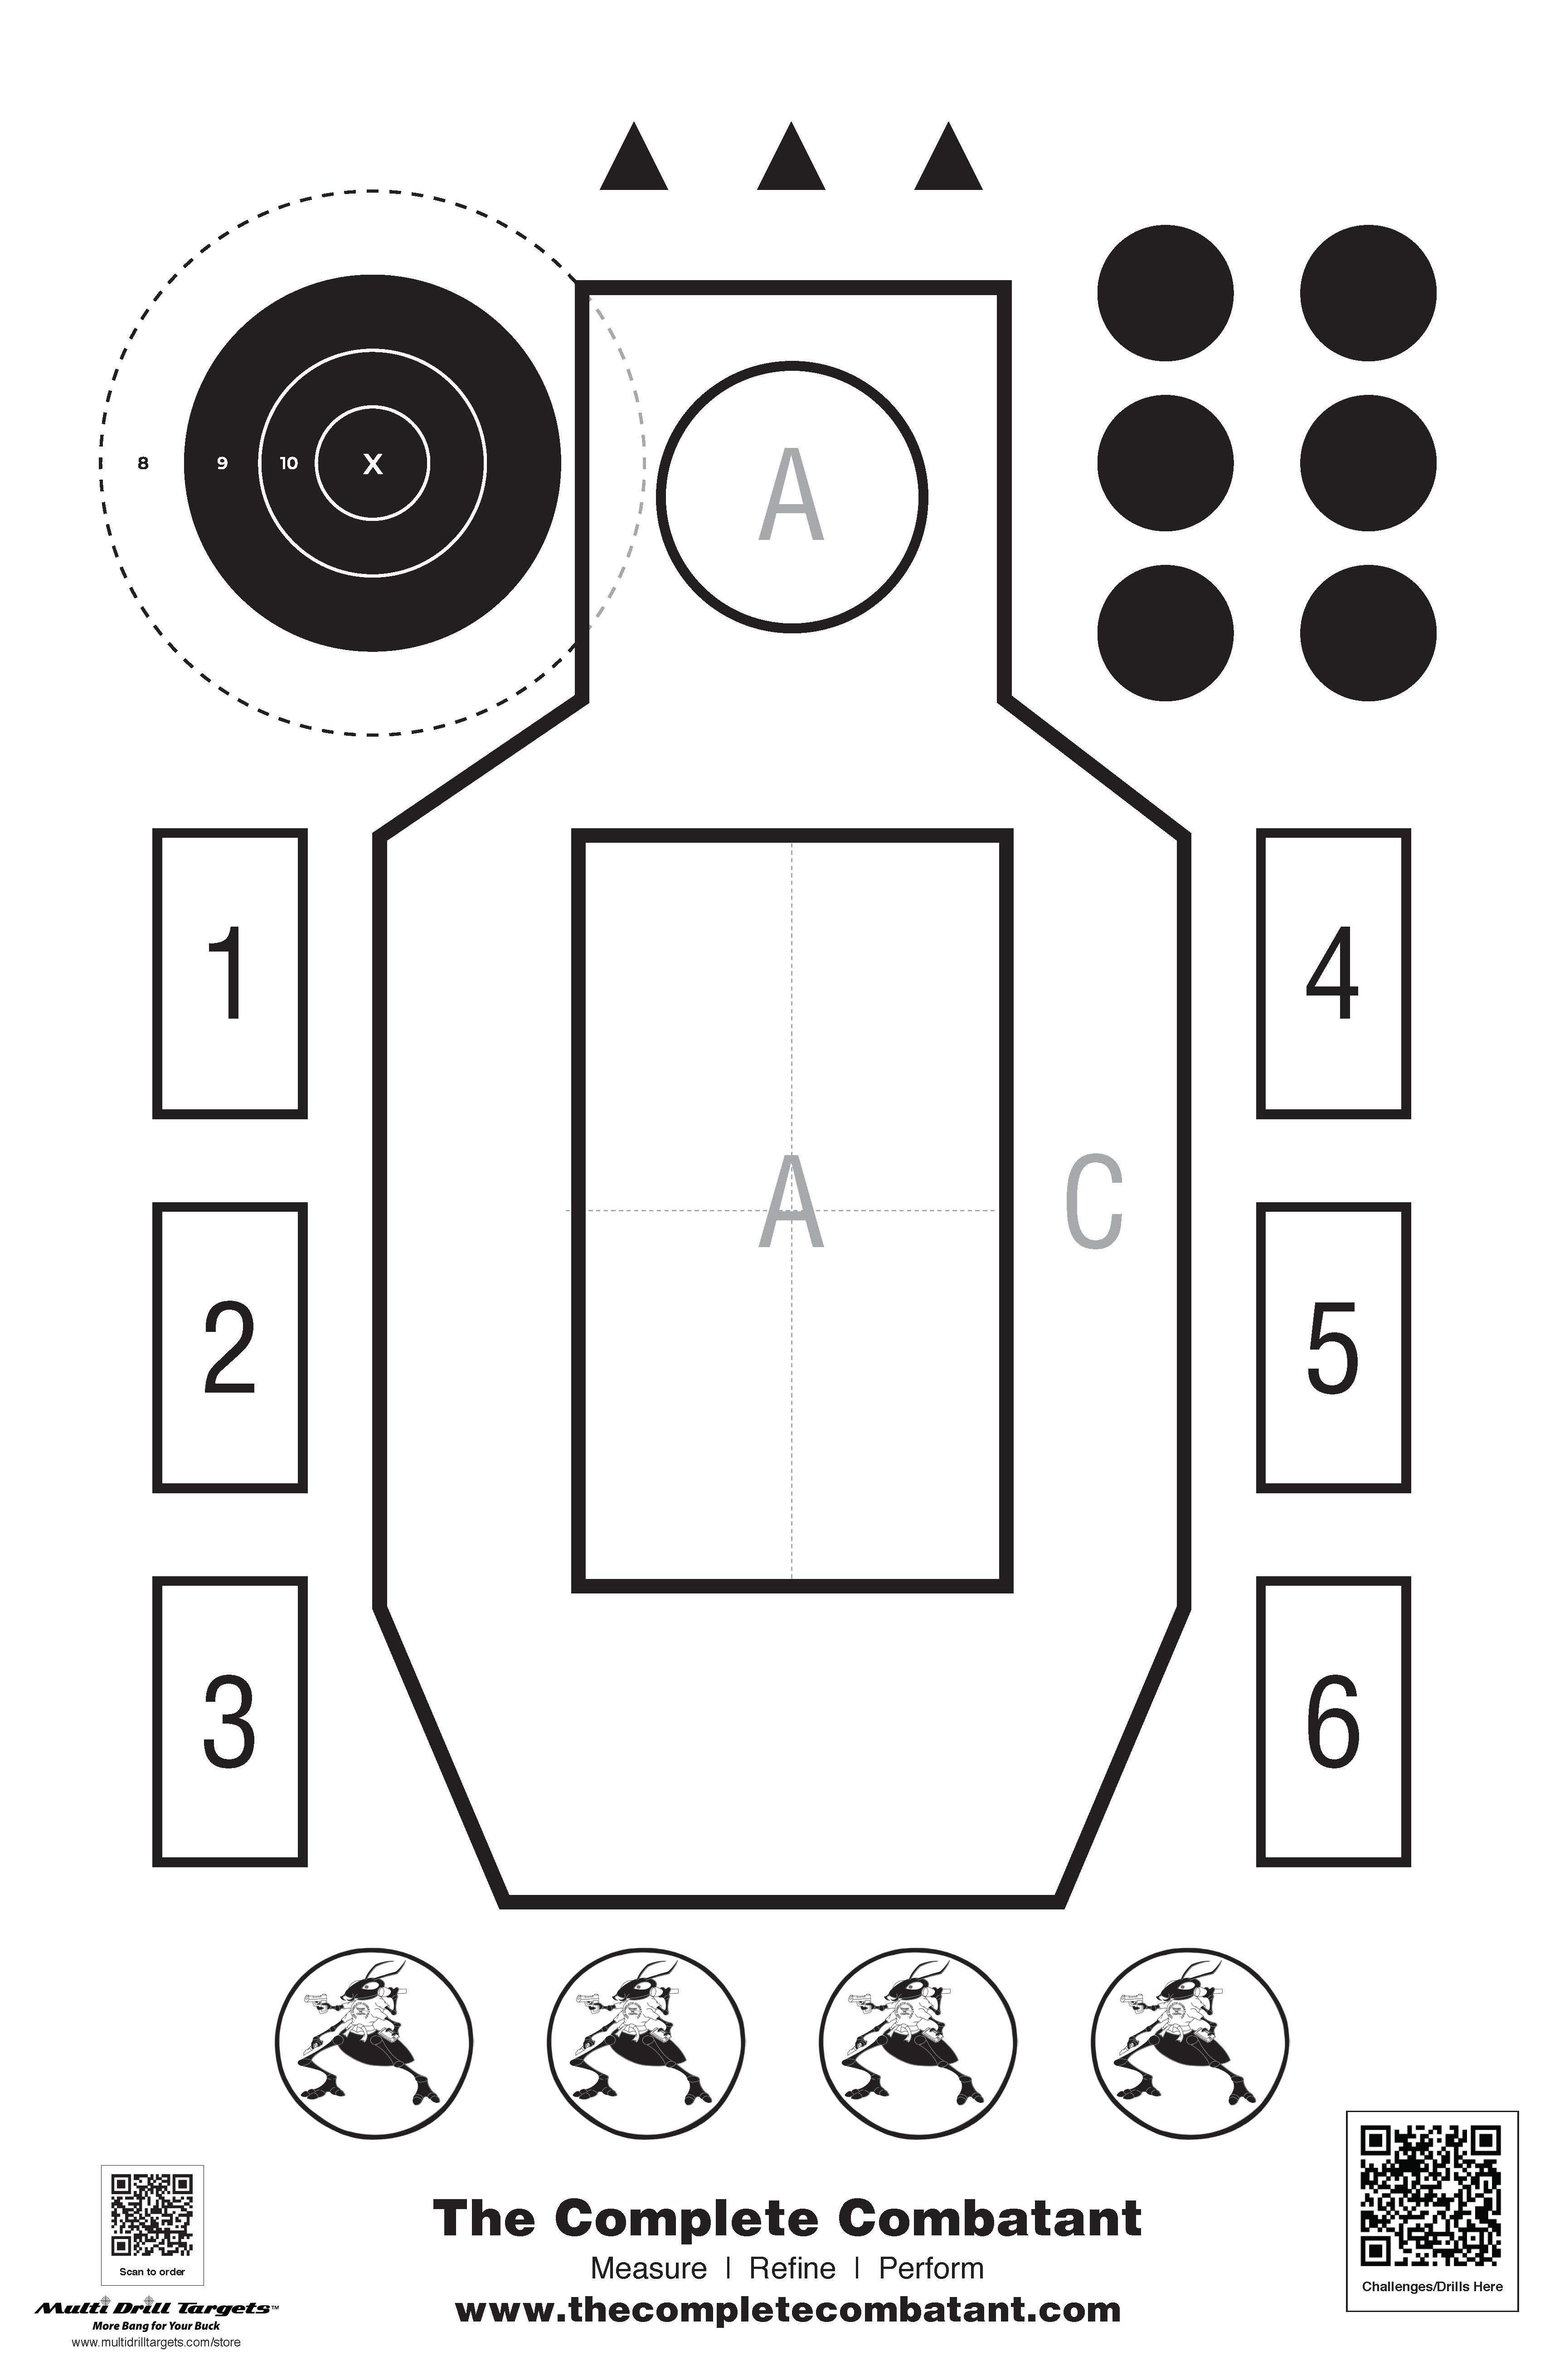 8 9 10 X
A
1
4
A
C
2
5
3
6
Scan to order
Multi Drill Targets™
More Bang for Your Buck
www.multidrilltargets.com/store
The Complete Combatant
Measure | Refine | Perform
www.thecompletecombatant.com
Challenges/Drills Here